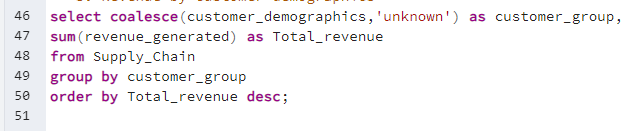 46 select coalesce(customer_demographics,'unknown') as customer_group,
47 sum(revenue_generated) as Total_revenue
48 from Supply_Chain
49 group by customer_group
50 order by Total_revenue desc;
51